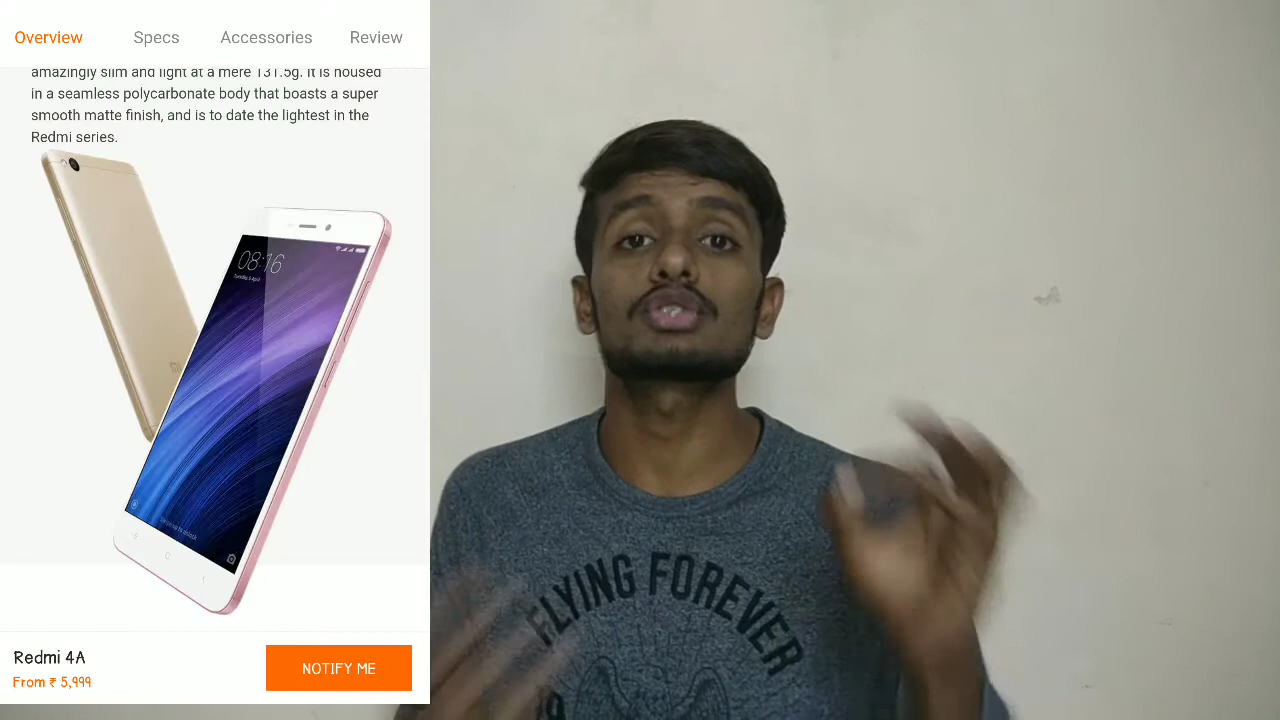 Overview Specs Accessories Review
amazingly slim and light at a mere 131.5g. It is housed
in a seamless polycarbonate body that boasts a super
smooth matte finish, and is to date the lightest in the
Redmi series.
08:16
FLYING FOREVER
Redmi 4A
From ₹ 5,999
NOTIFY ME